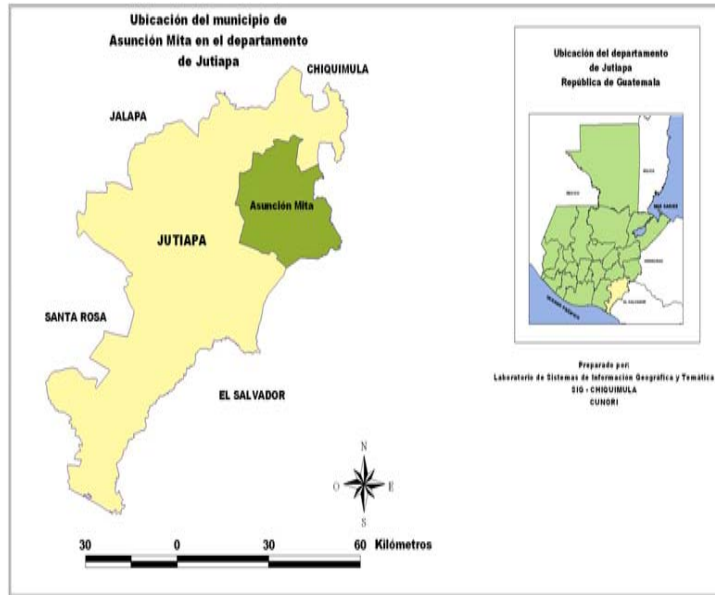 Ubicación del municipio de
Asunción Mita en el departamento
de Jutiapa
CHIQUIMULA
JALAPA
Asunción Mita
JUTIAPA
SANTA ROSA
EL SALVADOR
N
O
E
S
30 0 30 60 Kilómetros
Ubicación del departamento
de Jutiapa
República de Guatemala
MEXICO
BELICE
MAR CARIBE
HONDURAS
EL SALVADOR
OCEANO PACIFICO
Preparado por:
Laboratorio de Sistemas de Información Geográfica y Temática
SIG - CHIQUIMULA
CUNORI